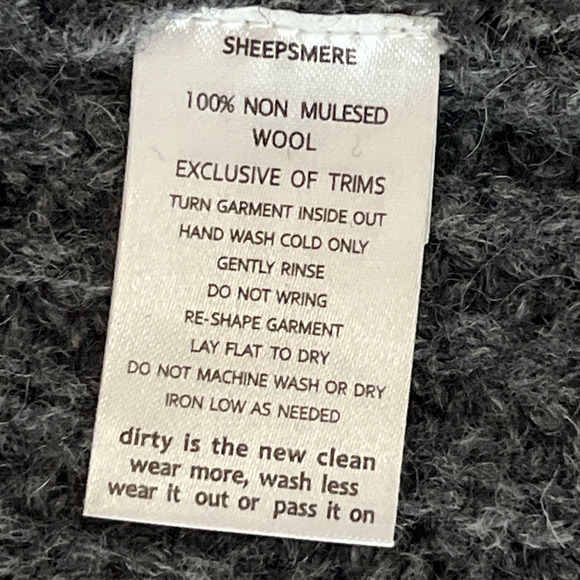 SHEEPSMERE
100% NON MULESED
WOOL
EXCLUSIVE OF TRIMS
TURN GARMENT INSIDE OUT
HAND WASH COLD ONLY
GENTLY RINSE
DO NOT WRING
RE-SHAPE GARMENT
LAY FLAT TO DRY
DO NOT MACHINE WASH OR DRY
IRON LOW AS NEEDED
dirty is the new clean
wear more, wash less
wear it out or pass it on